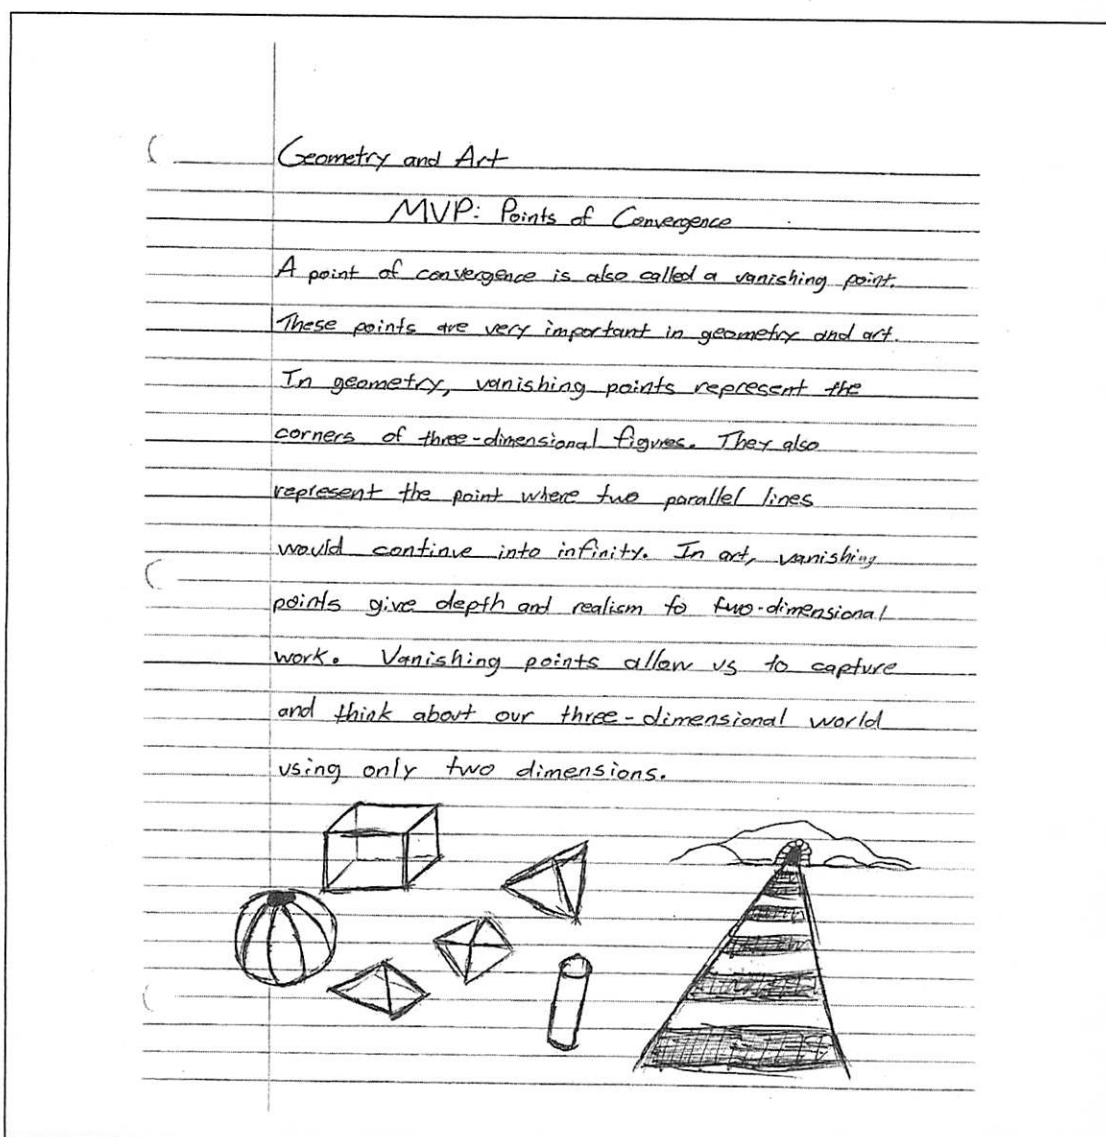 Geometry and Art
MVP: Points of Convergence
A point of convergence is also called a vanishing point.
These points are very important in geometry and art.
In geometry, vanishing points represent the
corners of three-dimensional figures. They also
represent the point where two parallel lines
would continue into infinity. In art, vanishing
points give depth and realism to two-dimensional
work. Vanishing points allow us to capture
and think about our three-dimensional world
using only two dimensions.